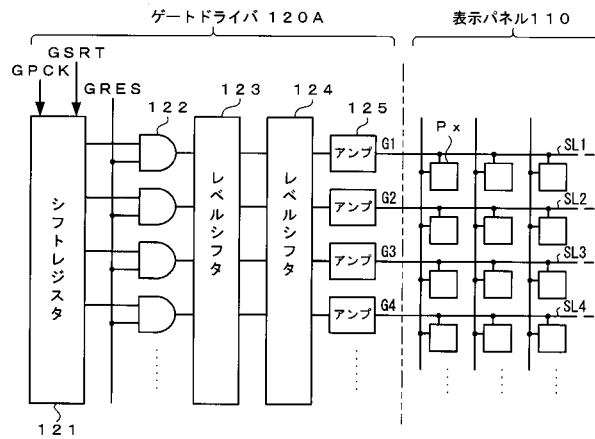 ゲートドライバ 120A
表示パネル110
GSRT
GPCK
GRES
122
123
124
125
Px
シフトレジスタ
レベルシフタ
レベルシフタ
アンプ
G1
SL1
アンプ
G2
SL2
アンプ
G3
SL3
アンプ
G4
SL4
121